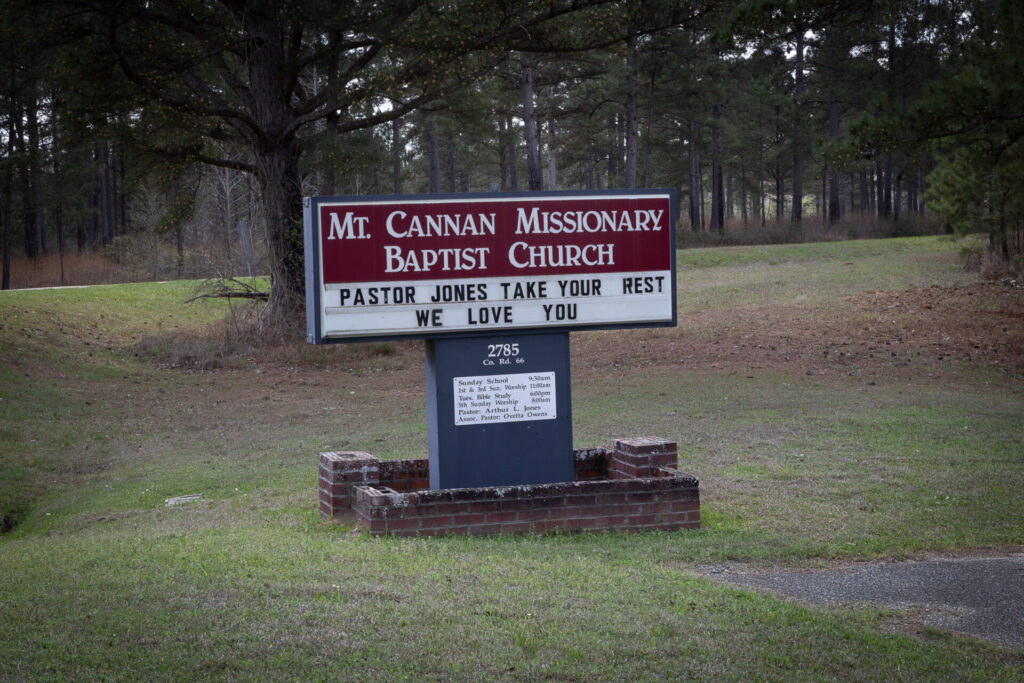 Mt. Cannan Missionary
Baptist Church
PASTOR JONES TAKE YOUR REST
WE LOVE YOU
2785
Co. Rd. 66
Sunday School 9:30am
1st & 3rd Sun. Worship 11:00am
Tues. Bible Study 6:00pm
5th Sunday Worship 8:00am
Pastor: Arthur L. Jones
Assoc. Pastor: Ovetta Owens